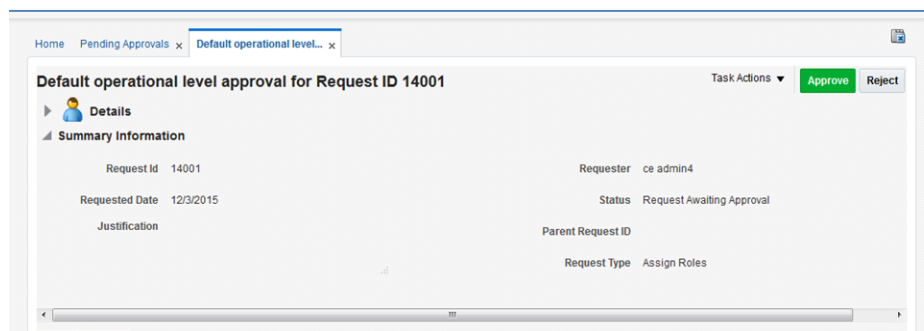 Home Pending Approvals x Default operational level... x
Default operational level approval for Request ID 14001 Task Actions Approve Reject
Details
Summary Information
Request Id 14001 Requester ce admin4
Requested Date 12/3/2015 Status Request Awaiting Approval
Justification Parent Request ID
Request Type Assign Roles